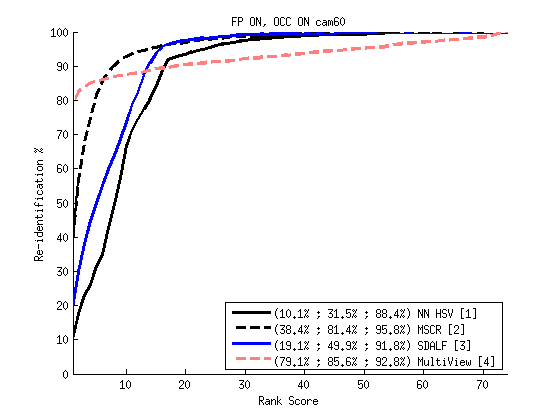 FP ON, OCC ON cam60
100
90
80
70
60
50
40
30
20
10
0
Re-identification %
(10.1% ; 31.5% ; 88.4%) NN HSV [1]
(38.4% ; 81.4% ; 95.8%) MSCR [2]
(19.1% ; 49.9% ; 91.8%) SDALF [3]
(79.1% ; 85.6% ; 92.8%) MultiView [4]
10 20 30 40 50 60 70
Rank Score